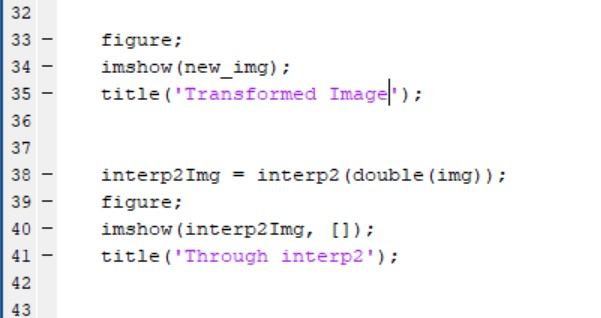 32
33 – figure;
34 – imshow(new_img);
35 – title('Transformed Image');
36
37
38 – interp2Img = interp2(double(img));
39 – figure;
40 – imshow(interp2Img, []);
41 – title('Through interp2');
42
43